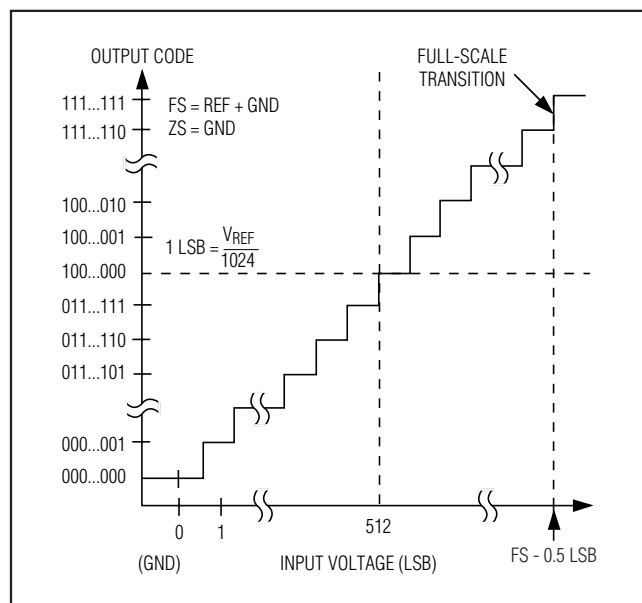 OUTPUT CODE
FULL-SCALE
TRANSITION
111...111
FS = REF + GND
111...110
ZS = GND
100...010
100...001
1 LSB = VREF
1024
100...000
011...111
011...110
011...101
000...001
000...000
0
1
512
(GND)
INPUT VOLTAGE (LSB)
FS - 0.5 LSB